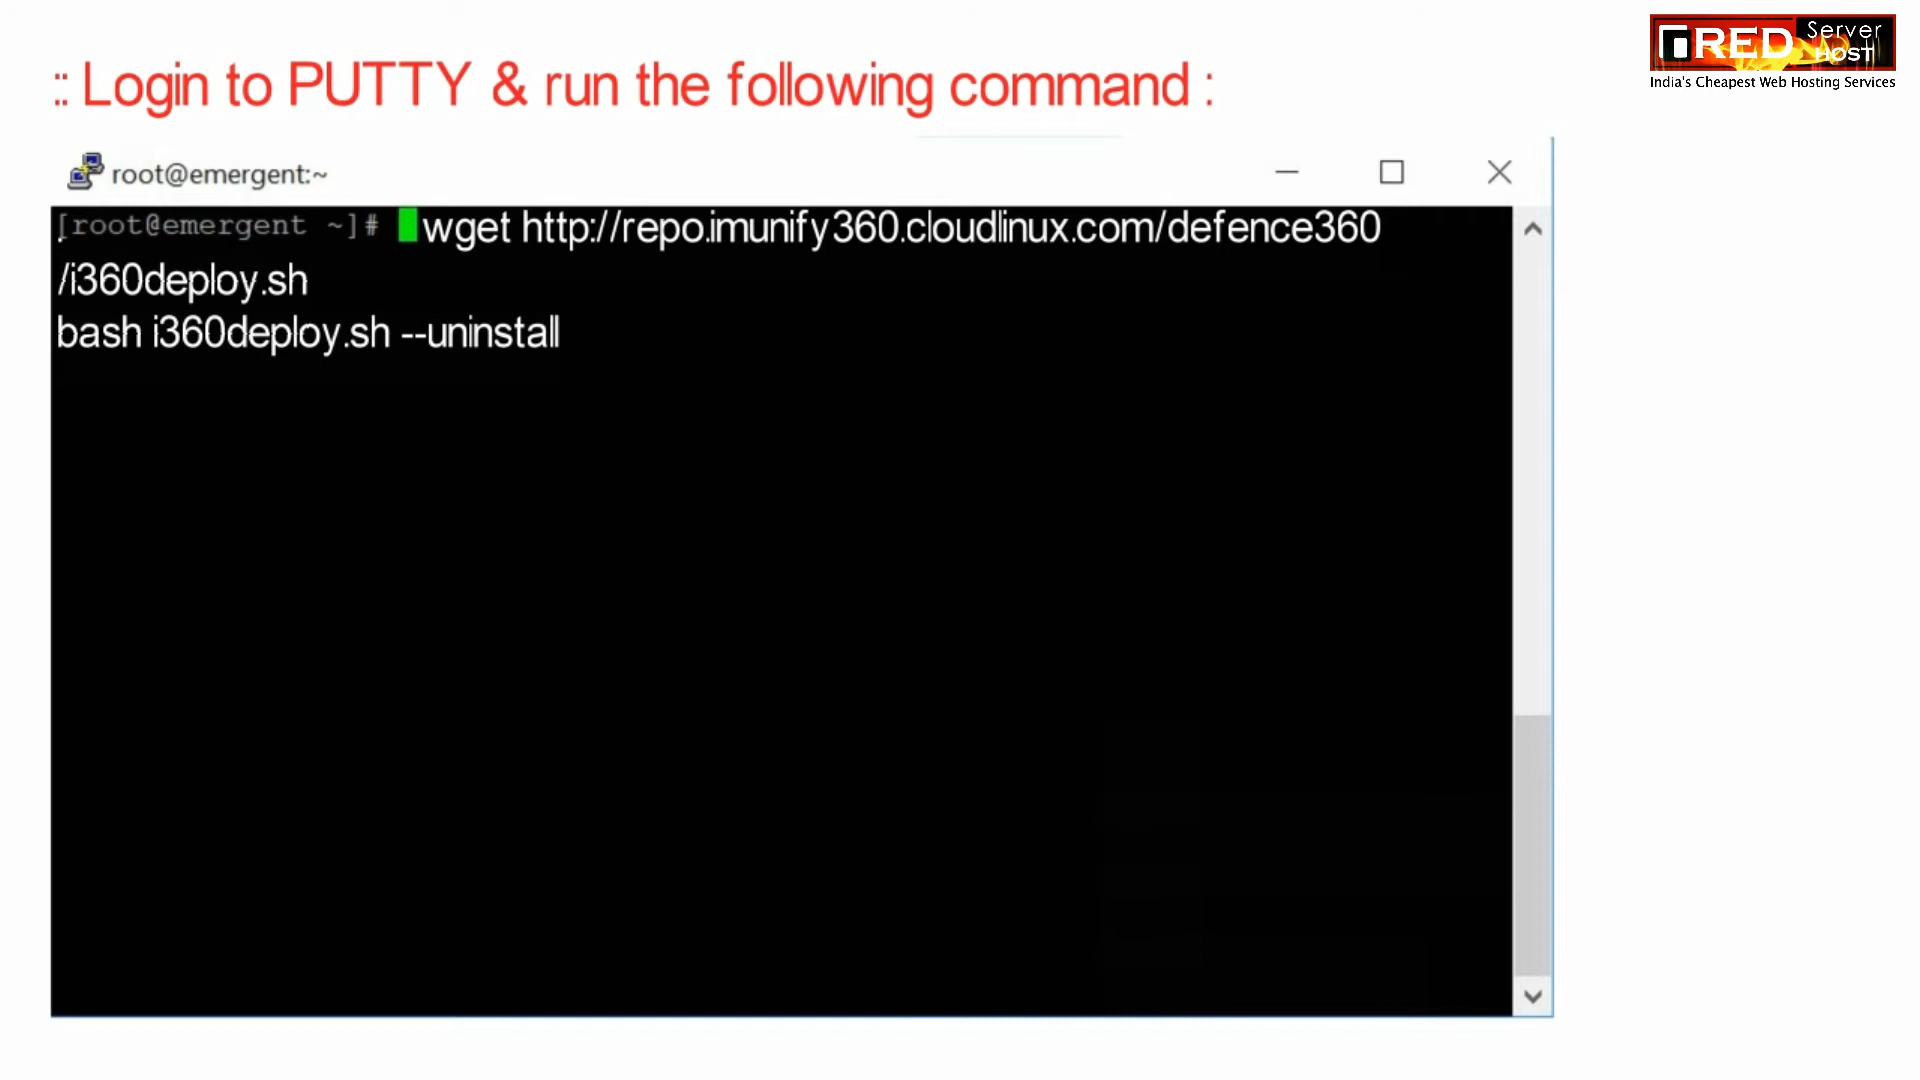 :: Login to PUTTY & run the following command :
RED Server HOST
India's Cheapest Web Hosting Services
root@emergent:~
[root@emergent ~]# wget http://repo.imunify360.cloudlinux.com/defence360
/i360deploy.sh
bash i360deploy.sh --uninstall